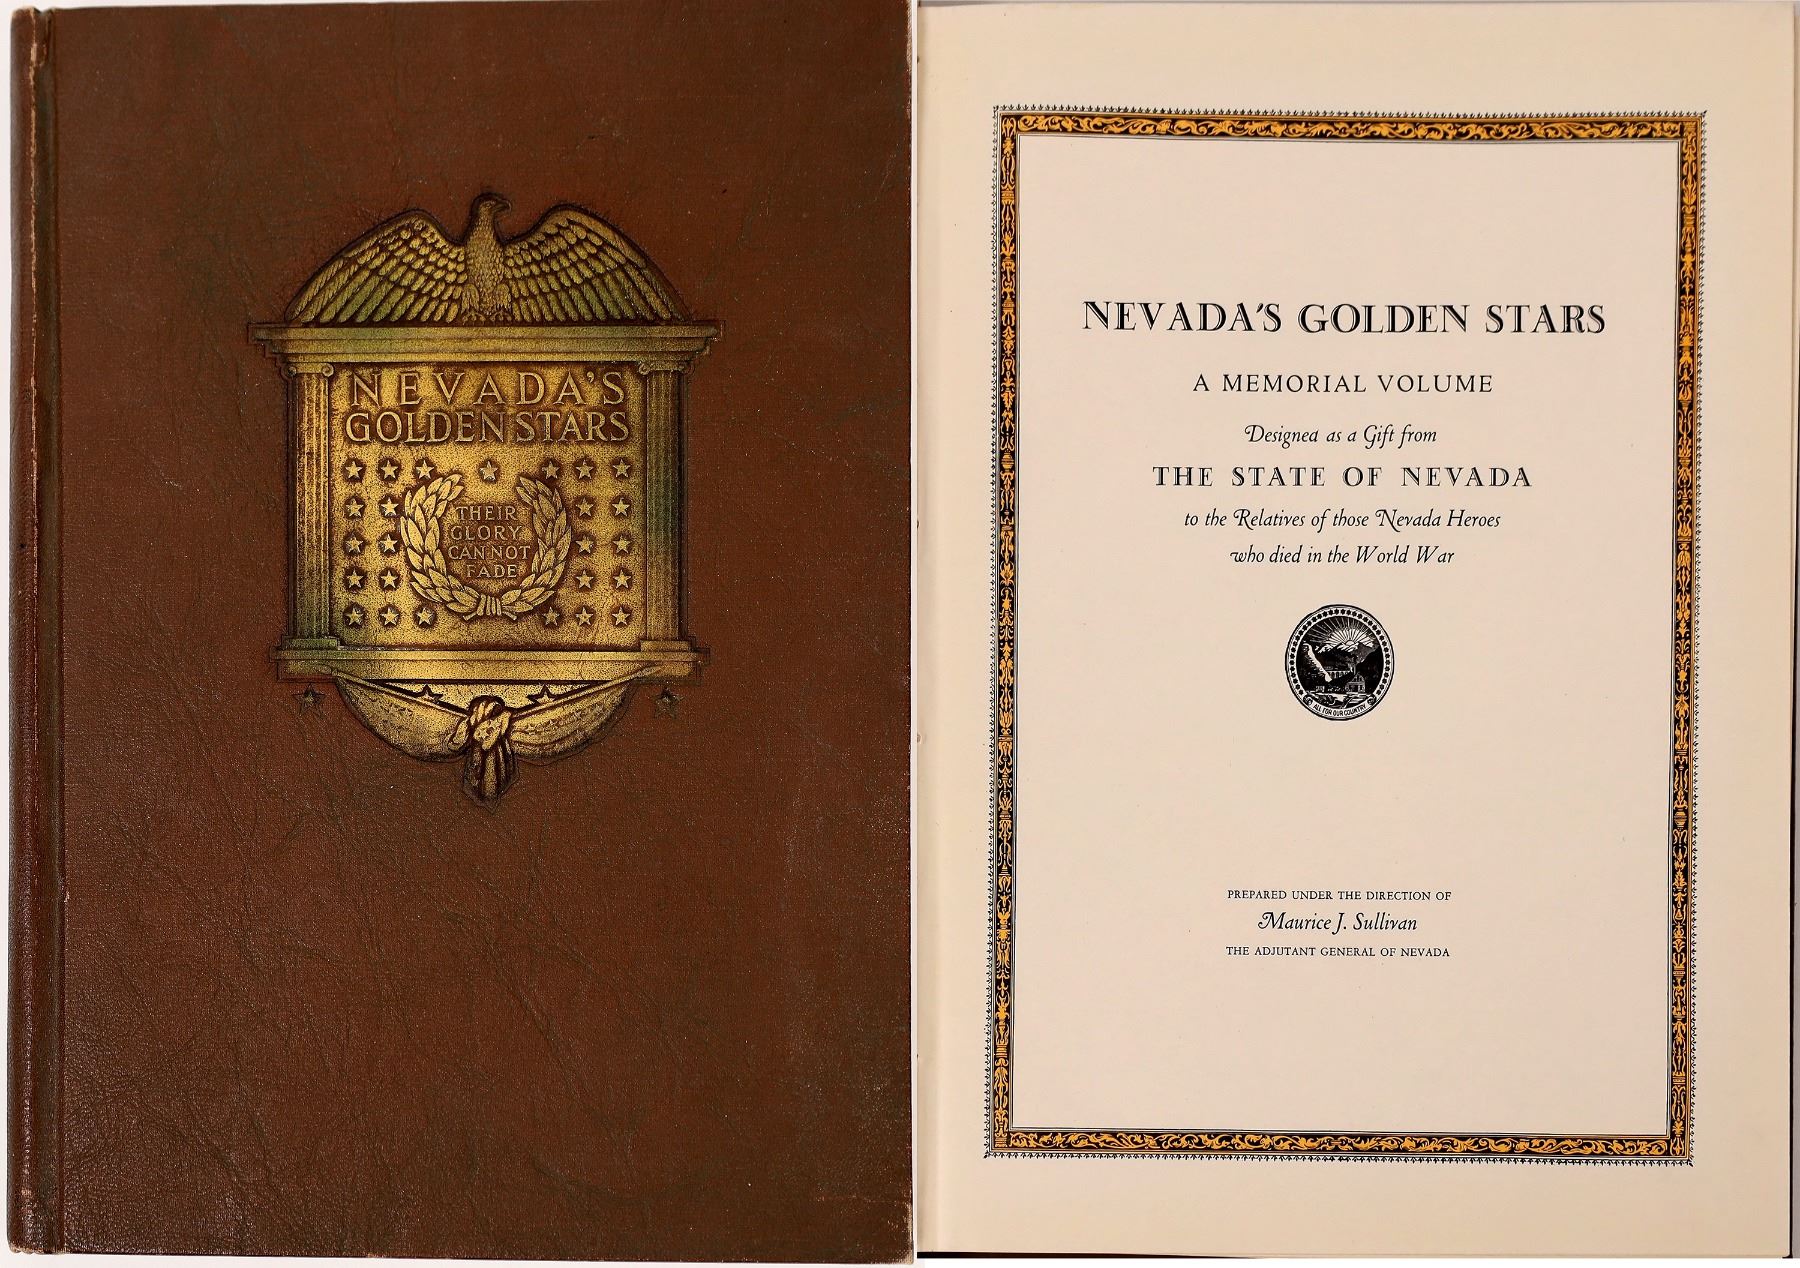 NEVADA'S
GOLDEN STARS
THEIR
GLORY
CANNOT
FADE
NEVADA'S GOLDEN STARS
A MEMORIAL VOLUME
Designed as a Gift from
THE STATE OF NEVADA
to the Relatives of those Nevada Heroes
who died in the World War
ALL FOR OUR COUNTRY
PREPARED UNDER THE DIRECTION OF
Maurice J. Sullivan
THE ADJUTANT GENERAL OF NEVADA